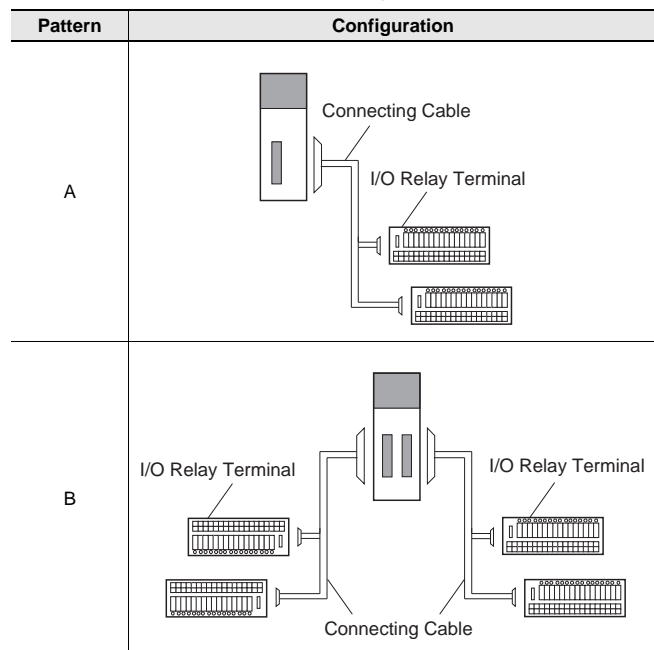 Pattern
Configuration
A
Connecting Cable
I/O Relay Terminal
B
I/O Relay Terminal
I/O Relay Terminal
Connecting Cable